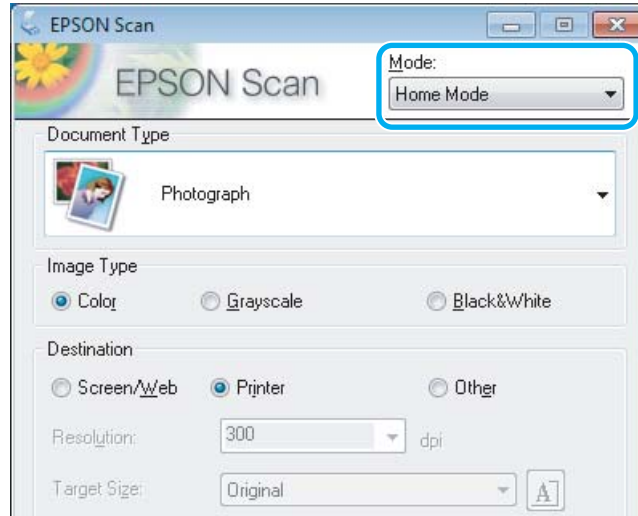 EPSON Scan
EPSON Scan
Mode:
Home Mode
Document Type
Photograph
Image Type
Color Grayscale Black&White
Destination
Screen/Web Printer Other
Resolution: 300 dpi
Target Size: Original A